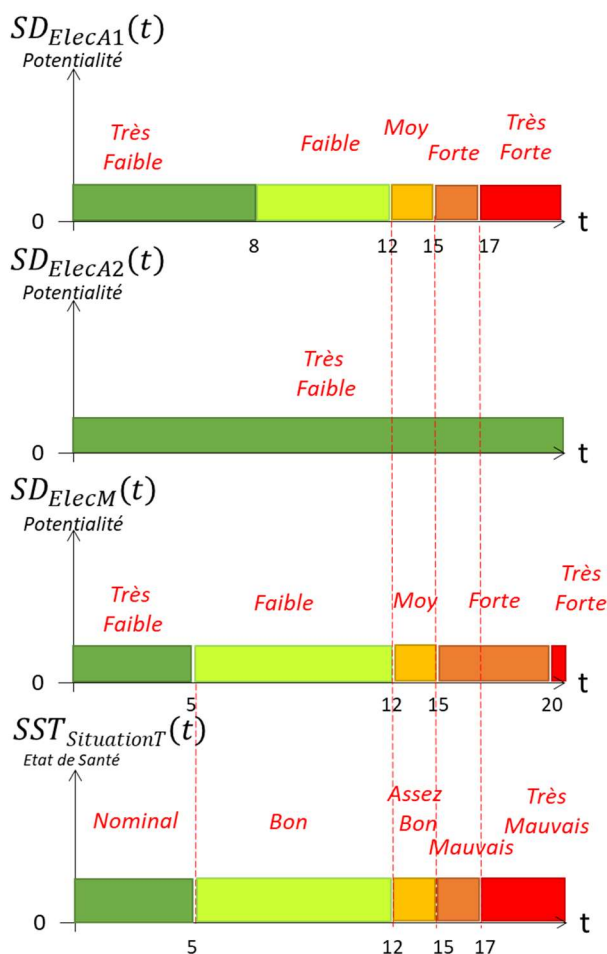 SD_ElecA1(t)
Potentialité
Très
Faible
Faible
Moy
Forte
Très
Forte
0
8
12
15
17
t
SD_ElecA2(t)
Potentialité
Très
Faible
0
t
SD_ElecM(t)
Potentialité
Très
Faible
Faible
Moy
Forte
Très
Forte
0
5
12
15
20
t
SST_SituationT(t)
Etat de Santé
Nominal
Bon
Assez
Bon
Mauvais
Très
Mauvais
0
5
12
15
17
t